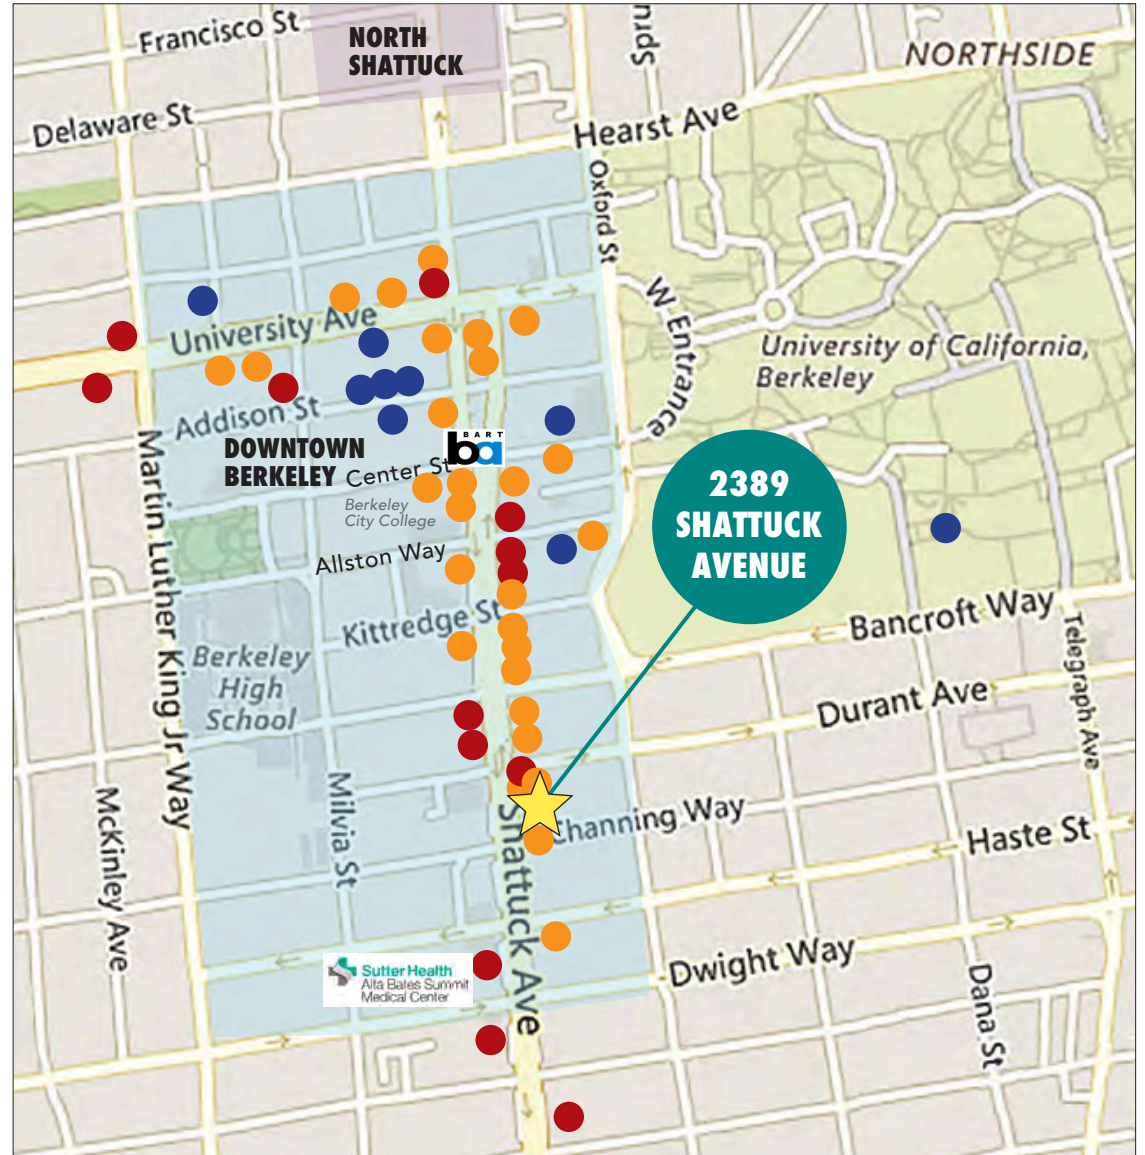 Francisco St
NORTH
SHATTUCK
Spru
NORTHSIDE
Delaware St
Hearst Ave
Oxford St
W Entrance
University Ave
University of California,
Berkeley
Addison St
DOWNTOWN
BERKELEY
BART
ba
Center St
Berkeley
City College
2389
SHATTUCK
AVENUE
Martin Luther King Jr Way
Allston Way
Kittredge St
Bancroft Way
Telegraph Ave
Berkeley
High
School
Durant Ave
McKinley Ave
Milvia St
Shattuck Ave
Channing Way
Haste St
Sutter Health
Alta Bates Summit
Medical Center
Dwight Way
Dana St